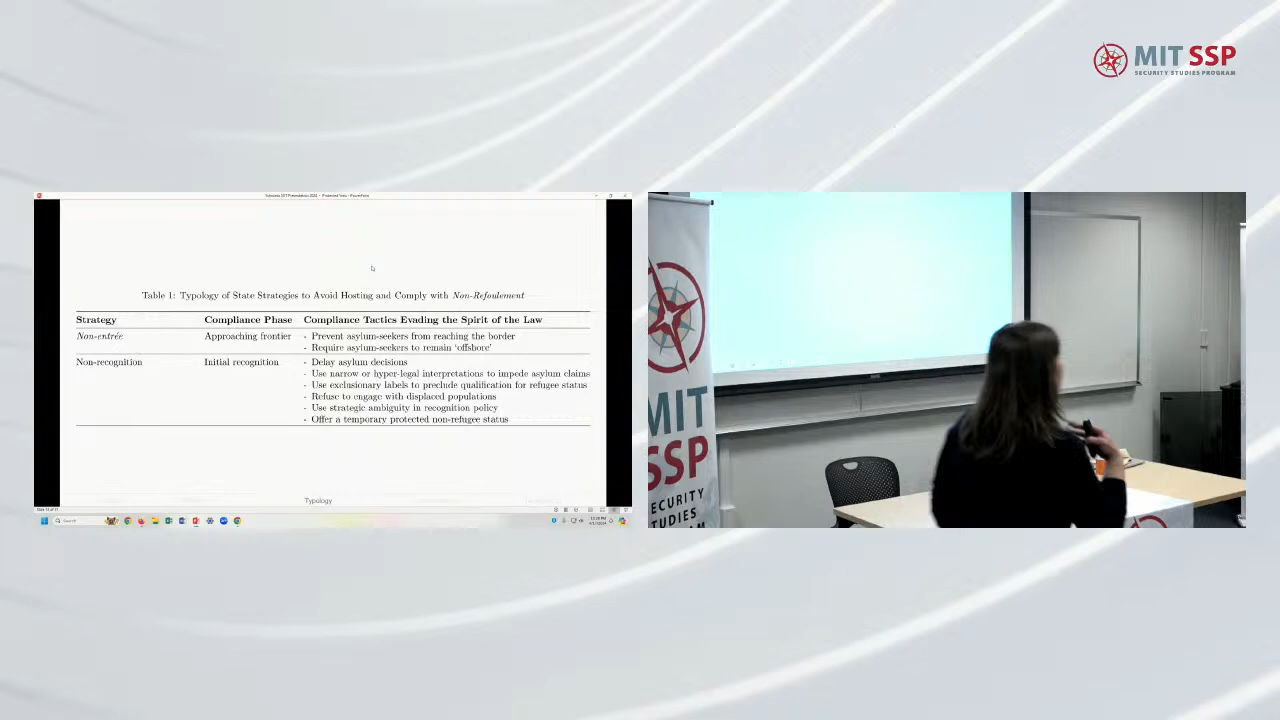 MIT SSP
SECURITY STUDIES PROGRAM
Table 1: Typology of State Strategies to Avoid Hosting and Comply with Non-Refoulement
Strategy Compliance Phase Compliance Tactics Evading the Spirit of the Law
Non-entrée Approaching frontier - Prevent asylum-seekers from reaching the border
- Require asylum-seekers to remain 'offshore'
Non-recognition Initial recognition - Delay asylum decisions
- Use narrow or hyper-legal interpretations to impede asylum claims
- Use exclusionary labels to preclude qualification for refugee status
- Refuse to engage with displaced populations
- Use strategic ambiguity in recognition policy
- Offer a temporary protected non-refugee status
Typology
Search
MIT
SSP
ECURITY
TUDIES